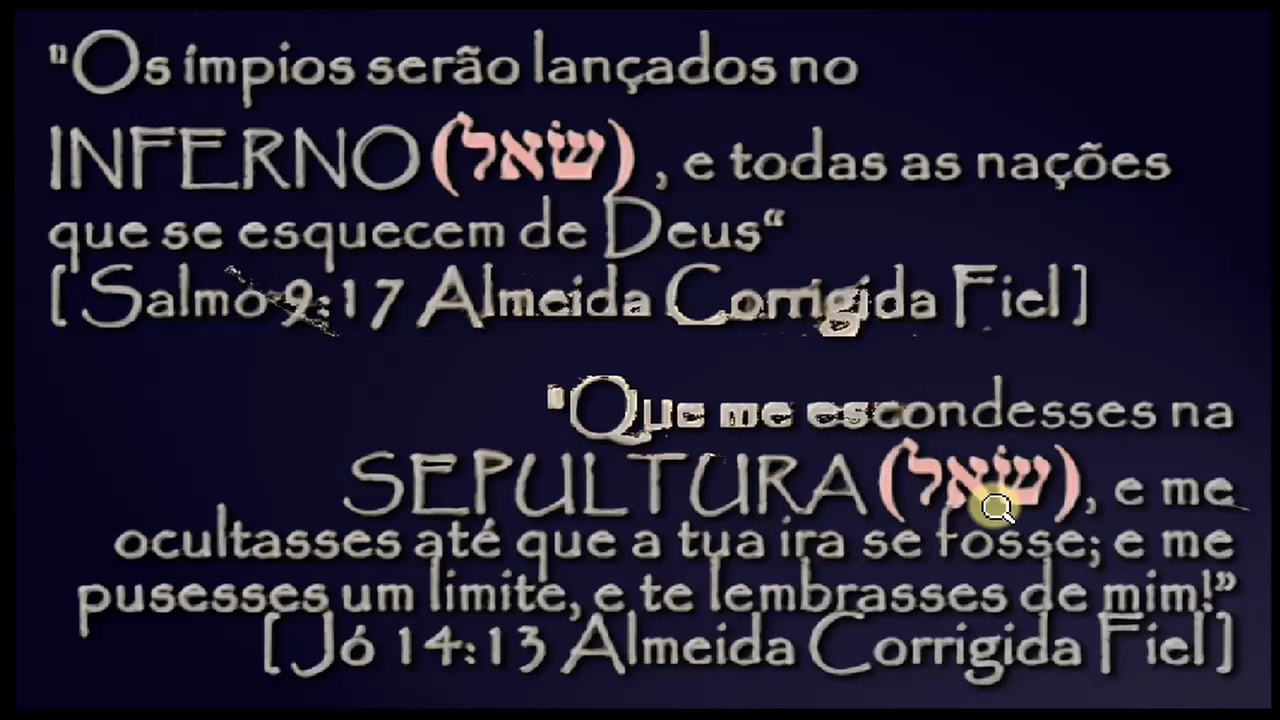 "Os ímpios serão lançados no
INFERNO (שׂאל) , e todas as nações
que se esquecem de Deus“
[ Salmo 9:17 Almeida Corrigida Fiel ]
"Que me escondesses na
SEPULTURA (שׂאל), e me
ocultasses até que a tua ira se fosse; e me
pusesses um limite, e te lembrasses de mim!”
[ Jó 14:13 Almeida Corrigida Fiel ]